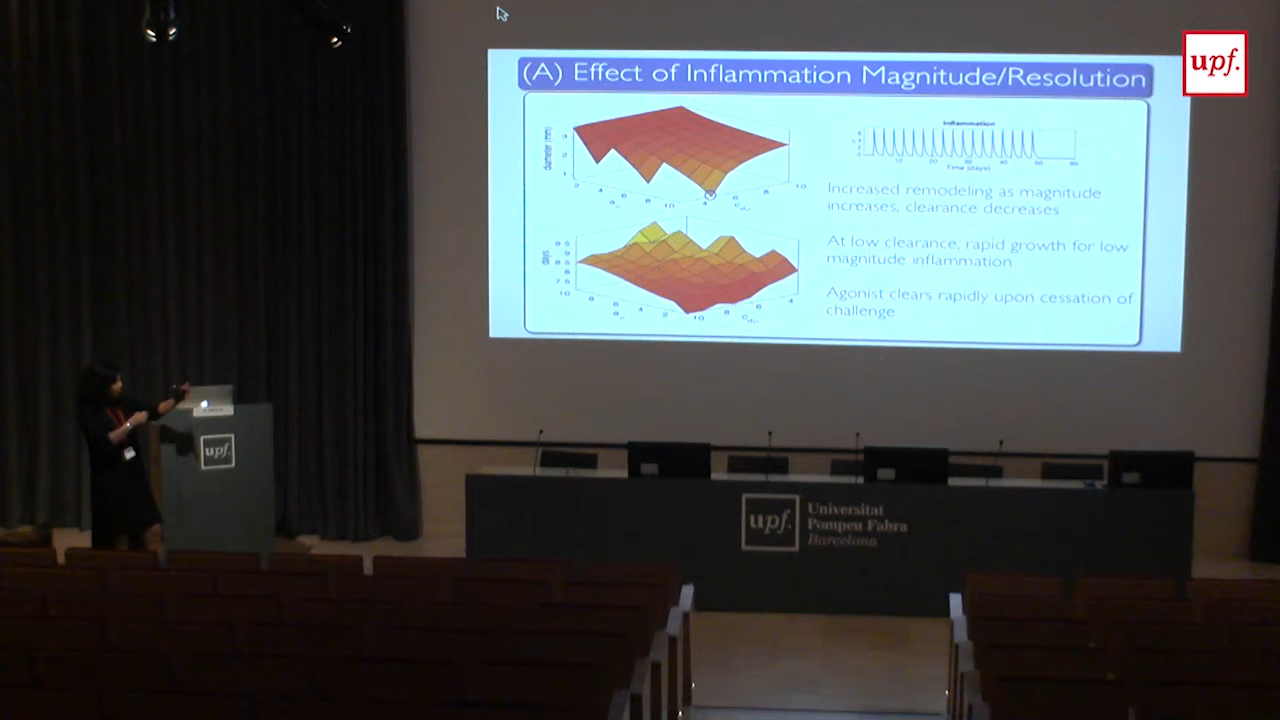 upf.
(A) Effect of Inflammation Magnitude/Resolution
Inflammation
Time (days)
diameter (mm)
days
Increased remodeling as magnitude
increases, clearance decreases
At low clearance, rapid growth for low
magnitude inflammation
Agonist clears rapidly upon cessation of
challenge
upf.
upf.
Universitat
Pompeu Fabra
Barcelona